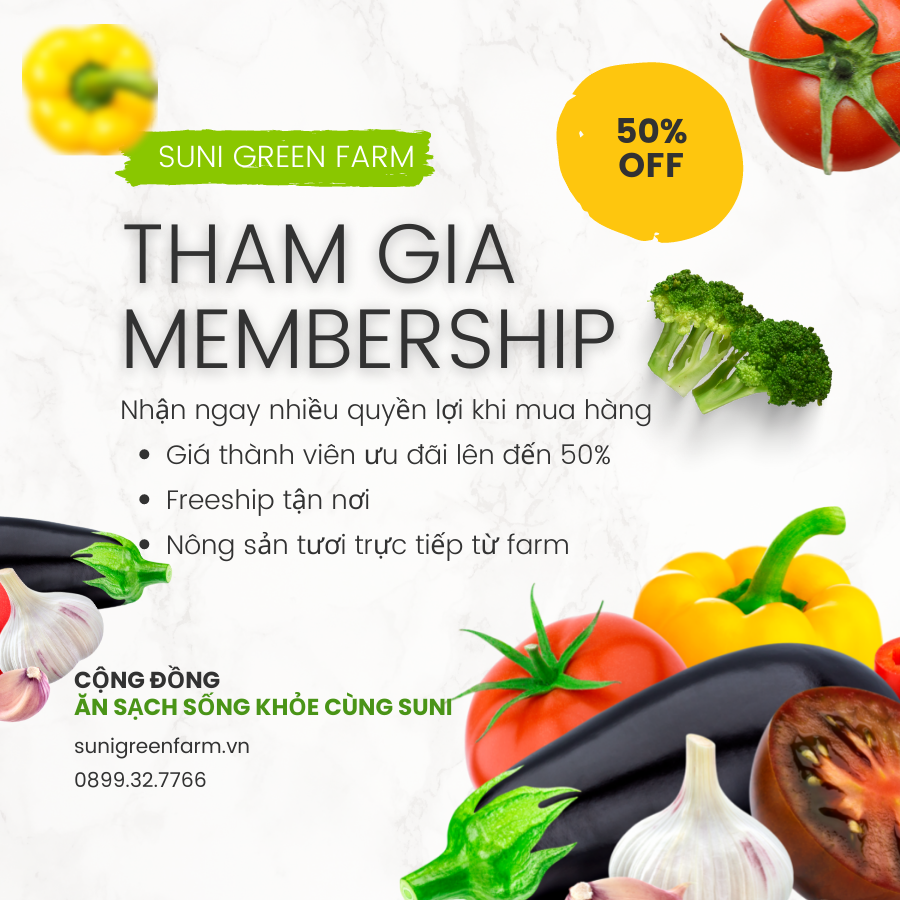 SUNI GREEN FARM
50%
OFF
THAM GIA
MEMBERSHIP
Nhận ngay nhiều quyền lợi khi mua hàng
• Giá thành viên ưu đãi lên đến 50%
• Freeship tận nơi
• Nông sản tươi trực tiếp từ farm
CỘNG ĐỒNG
ĂN SẠCH SỐNG KHỎE CÙNG SUNI
sunigreenfarm.vn
0899.32.7766